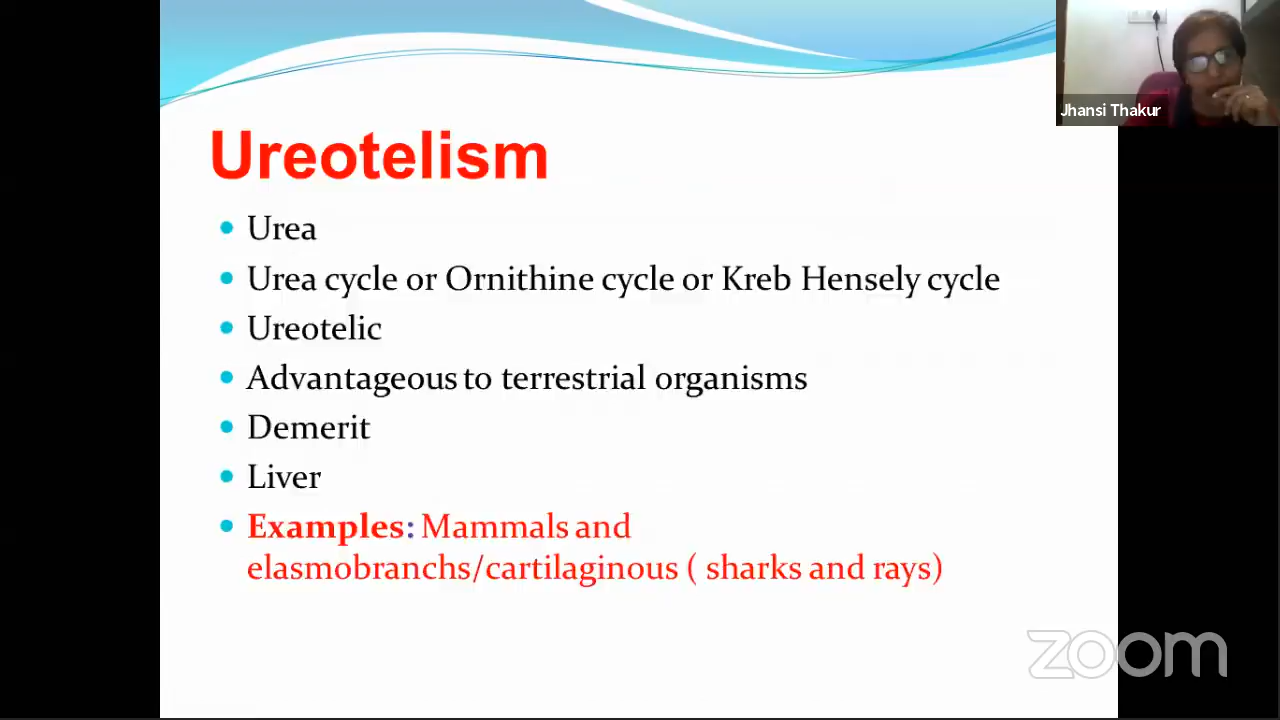 Jhansi Thakur
Ureotelism
Urea
Urea cycle or Ornithine cycle or Kreb Hensely cycle
Ureotelic
Advantageous to terrestrial organisms
Demerit
Liver
Examples: Mammals and
elasmobranchs/cartilaginous ( sharks and rays)
zoom